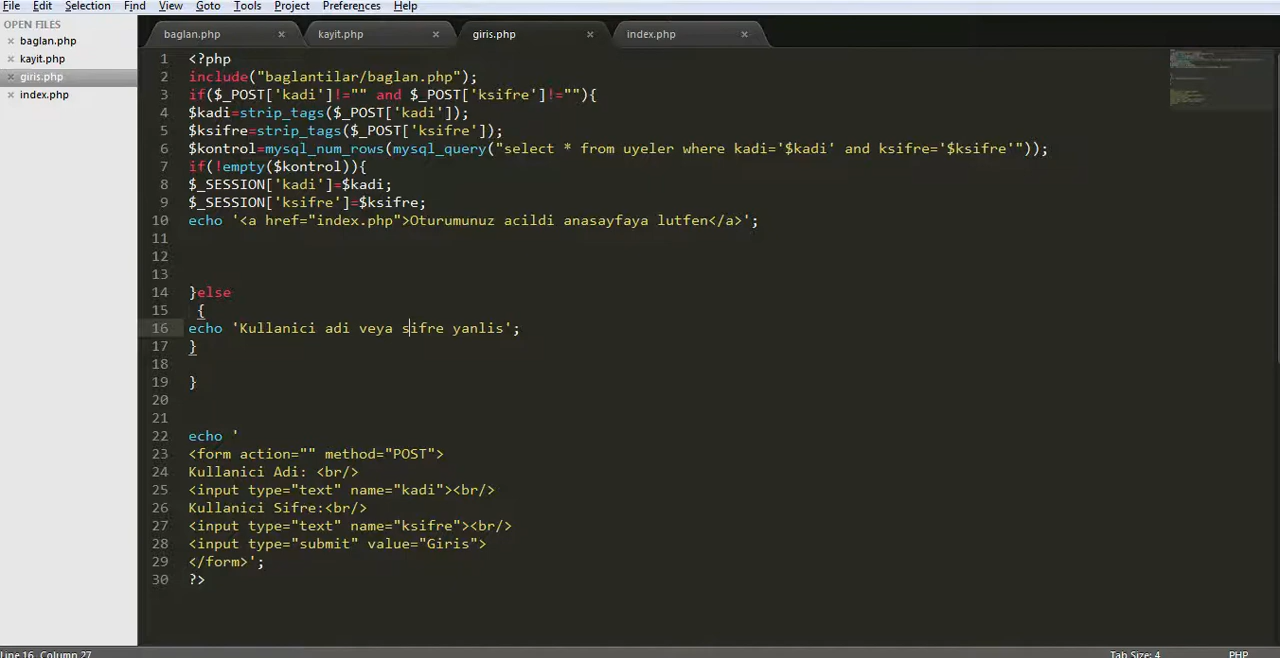 File Edit Selection Find View Goto Tools Project Preferences Help
OPEN FILES
baglan.php
kayit.php
giris.php
index.php
baglan.php kayit.php giris.php index.php
1 <?php
2 include("baglantilar/baglan.php");
3 if($_POST['kadi']!="" and $_POST['ksifre']!=""){
4 $kadi=strip_tags($_POST['kadi']);
5 $ksifre=strip_tags($_POST['ksifre']);
6 $kontrol=mysql_num_rows(mysql_query("select * from uyeler where kadi='$kadi' and ksifre='$ksifre'"));
7 if(!empty($kontrol)){
8 $_SESSION['kadi']=$kadi;
9 $_SESSION['ksifre']=$ksifre;
10 echo '<a href="index.php">Oturumunuz acildi anasayfaya lutfen</a>';
11
12
13
14 }else
15 {
16 echo 'Kullanici adi veya sifre yanlis';
17 }
18
19 }
20
21
22 echo '
23 <form action="" method="POST">
24 Kullanici Adi: <br/>
25 <input type="text" name="kadi"><br/>
26 Kullanici Sifre:<br/>
27 <input type="text" name="ksifre"><br/>
28 <input type="submit" value="Giris">
29 </form>';
30 ?>
Line 16, Column 27 Tab Size: 4 PHP